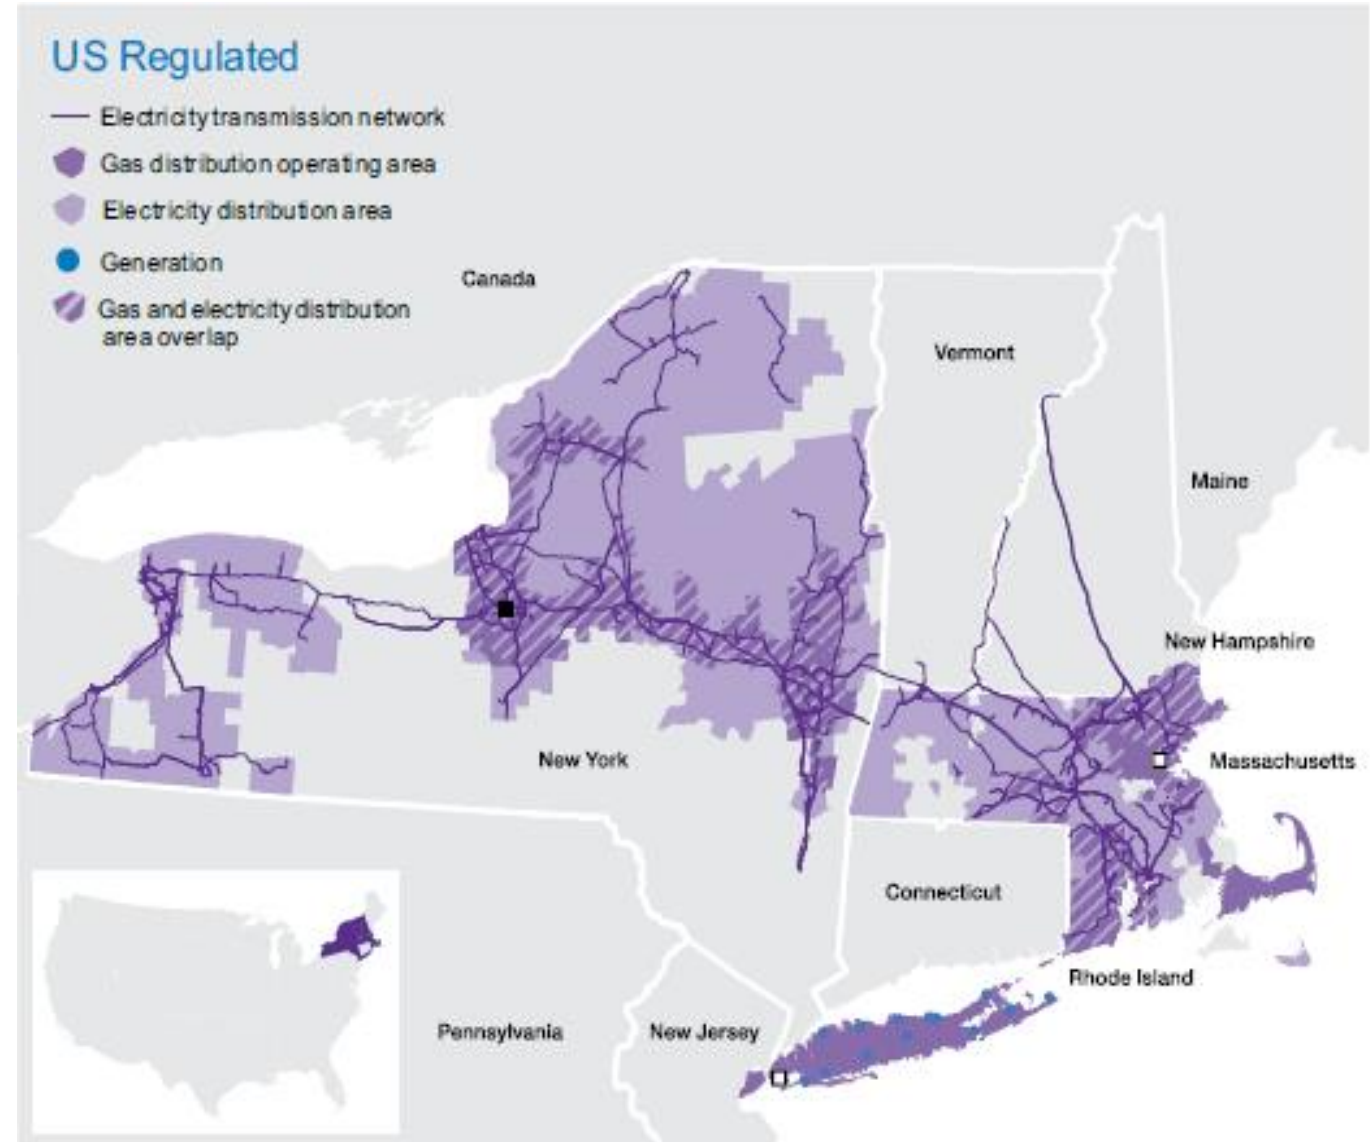 US Regulated
Electricity transmission network
Gas distribution operating area
Electricity distribution area
Generation
Gas and electricity distribution
area overlap
Canada
Vermont
Maine
New Hampshire
New York
Massachusetts
Connecticut
Rhode Island
Pennsylvania
New Jersey